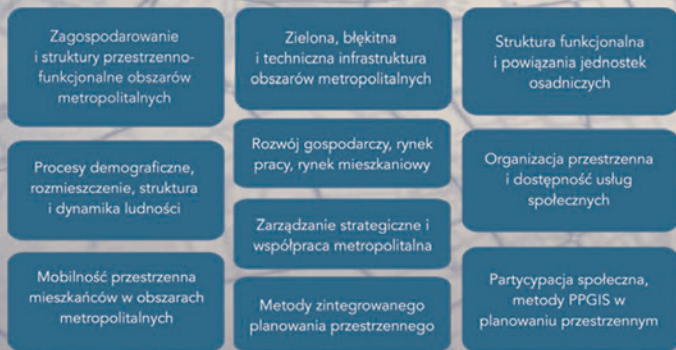 Zagospodarowanie
i struktury przestrzenno-
funkcjonalne obszarów
metropolitalnych
Procesy demograficzne,
rozmieszczenie, struktura
i dynamika ludności
Mobilność przestrzenna
mieszkańców w obszarach
metropolitalnych
Zielona, błękitna
i techniczna infrastruktura
obszarów metropolitalnych
Rozwój gospodarczy, rynek
pracy, rynek mieszkaniowy
Zarządzanie strategiczne i
współpraca metropolitalna
Metody zintegrowanego
planowania przestrzennego
Struktura funkcjonalna
i powiązania jednostek
osadniczych
Organizacja przestrzenna
i dostępność usług
społecznych
Partycypacja społeczna,
metody PPGIS w
planowaniu przestrzennym